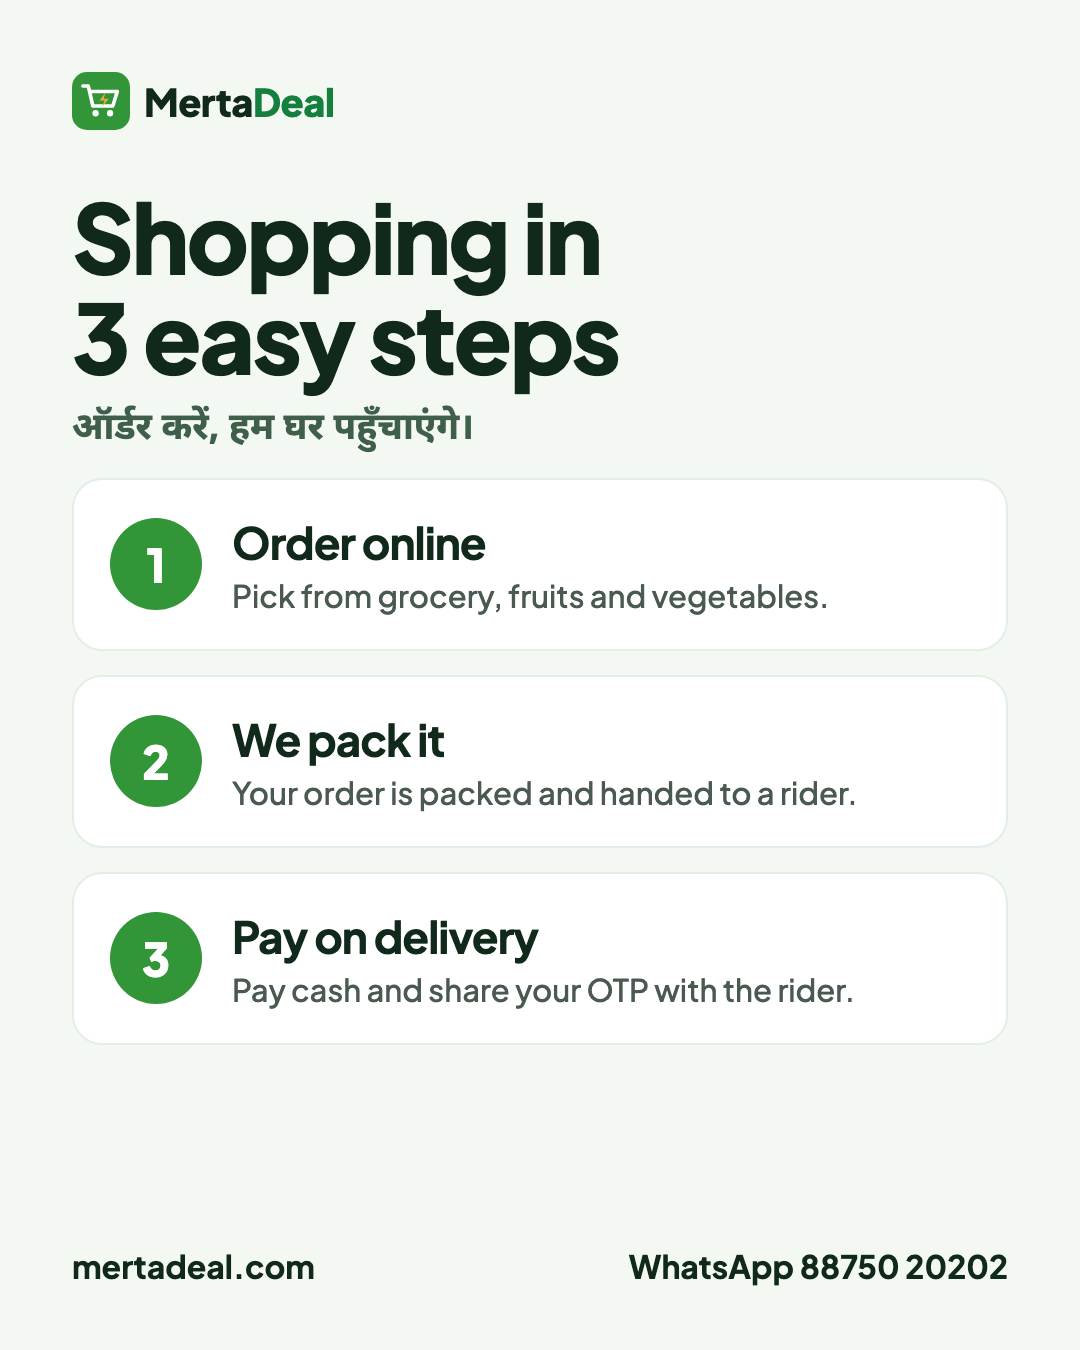 MertaDeal
Shopping in
3 easy steps
ऑर्डर करें, हम घर पहुँचाएंगे।
1
Order online
Pick from grocery, fruits and vegetables.
2
We pack it
Your order is packed and handed to a rider.
3
Pay on delivery
Pay cash and share your OTP with the rider.
mertadeal.com
WhatsApp 88750 20202